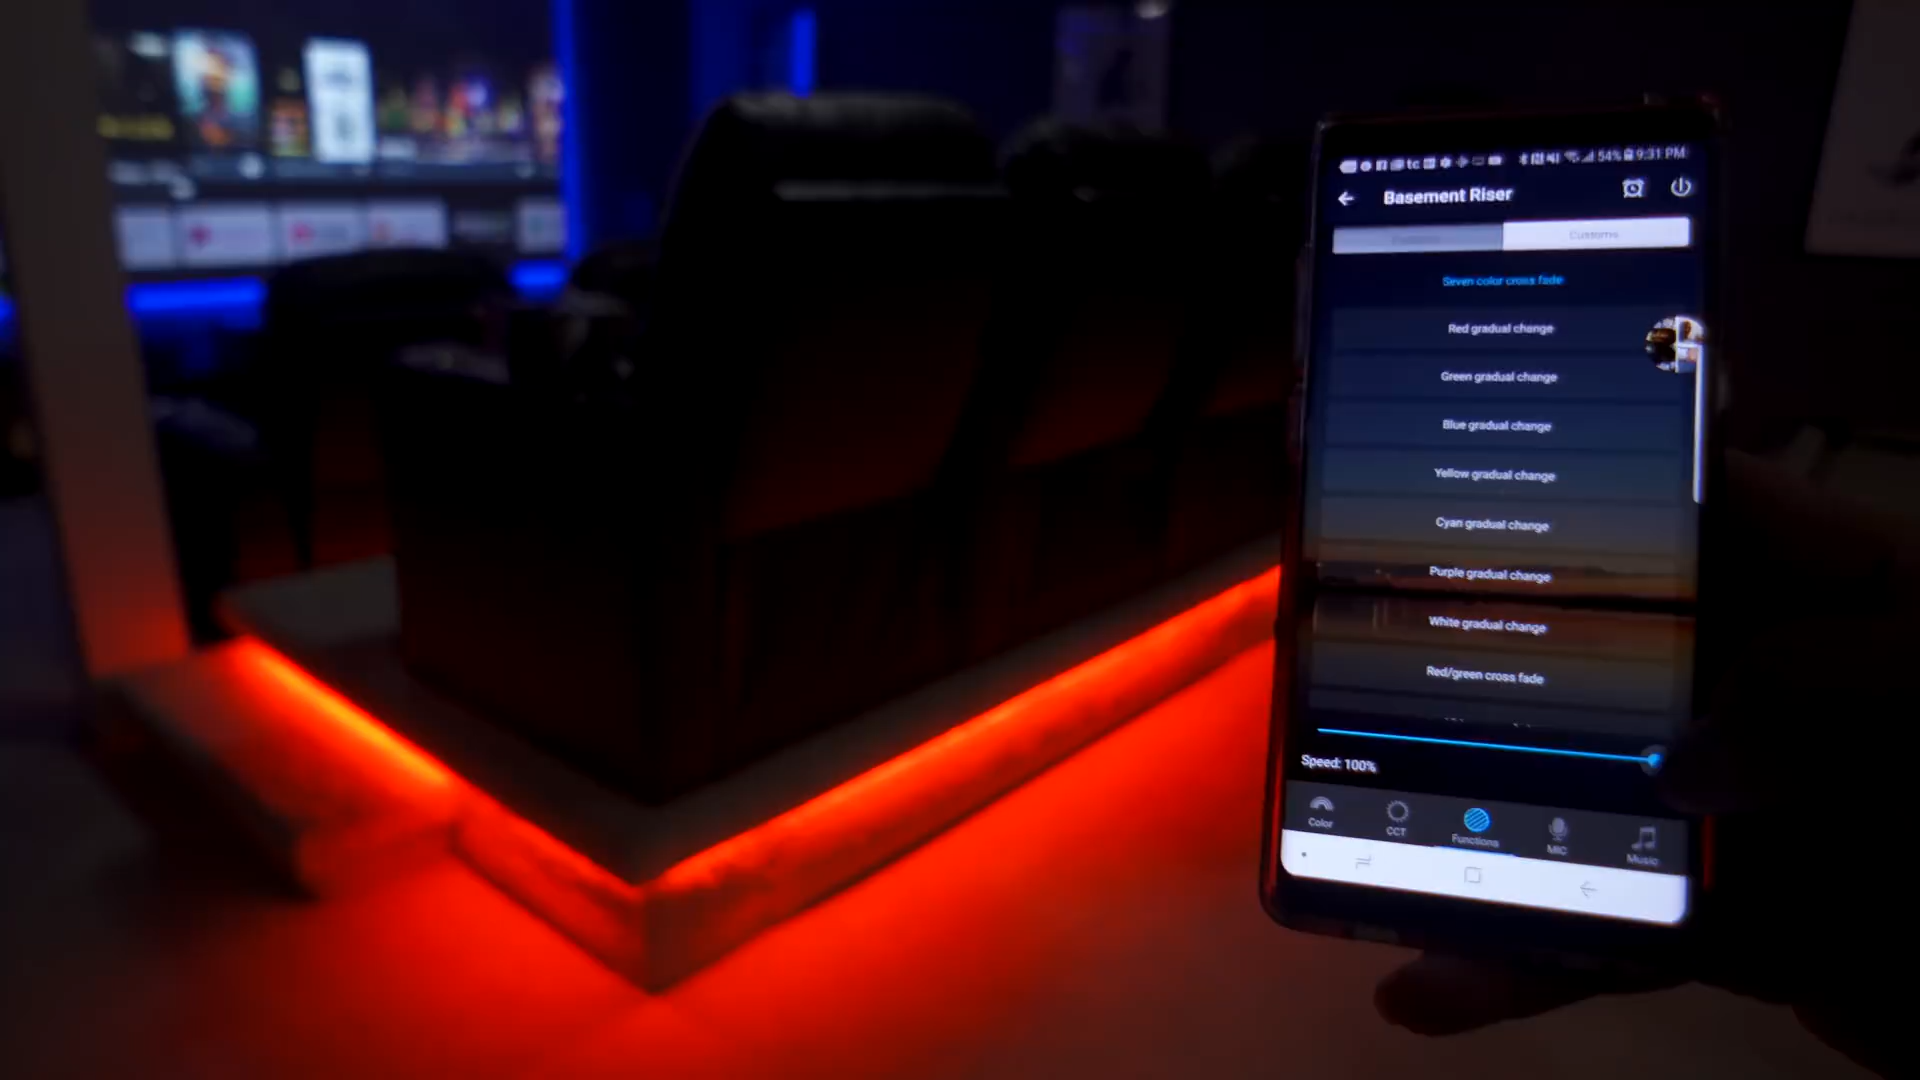 tc 54% 9:31 PM
Basement Riser
Customs
Seven color cross fade
Red gradual change
Green gradual change
Blue gradual change
Yellow gradual change
Cyan gradual change
Purple gradual change
White gradual change
Red/green cross fade
Speed: 100%
Color CCT Functions MIC Music